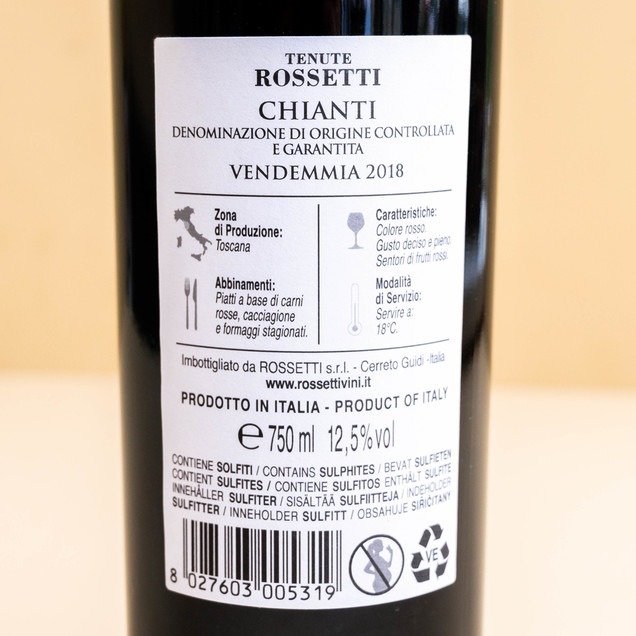 TENUTE
ROSSETTI
CHIANTI
DENOMINAZIONE DI ORIGINE CONTROLLATA
E GARANTITA
VENDEMMIA 2018
Zona
di Produzione:
Toscana
Caratteristiche:
Colore rosso.
Gusto deciso e pieno.
Sentori di frutti rossi.
Abbinamenti:
Piatti a base di carni
rosse, cacciagione
e formaggi stagionati.
Modalità
di Servizio:
Servire a:
18°C.
Imbottigliato da ROSSETTI s.r.l. - Cerreto Guidi -Italia
www.rossettivini.it
PRODOTTO IN ITALIA - PRODUCT OF ITALY
e 750 ml 12,5% vol
CONTIENE SOLFITI / CONTAINS SULPHITES / BEVAT SULFIETEN
CONTIENT SULFITES / CONTIENE SULFITOS ENTHÄLT SULFITE
INNEHÅLLER SULFITER / SISÄLTÄÄ SULFIITTEJA / INDEHOLDER
SULFITTER / INNEHOLDER SULFITT / OBSAHUJE SIŘIČITANY
8 027603 005319
VE